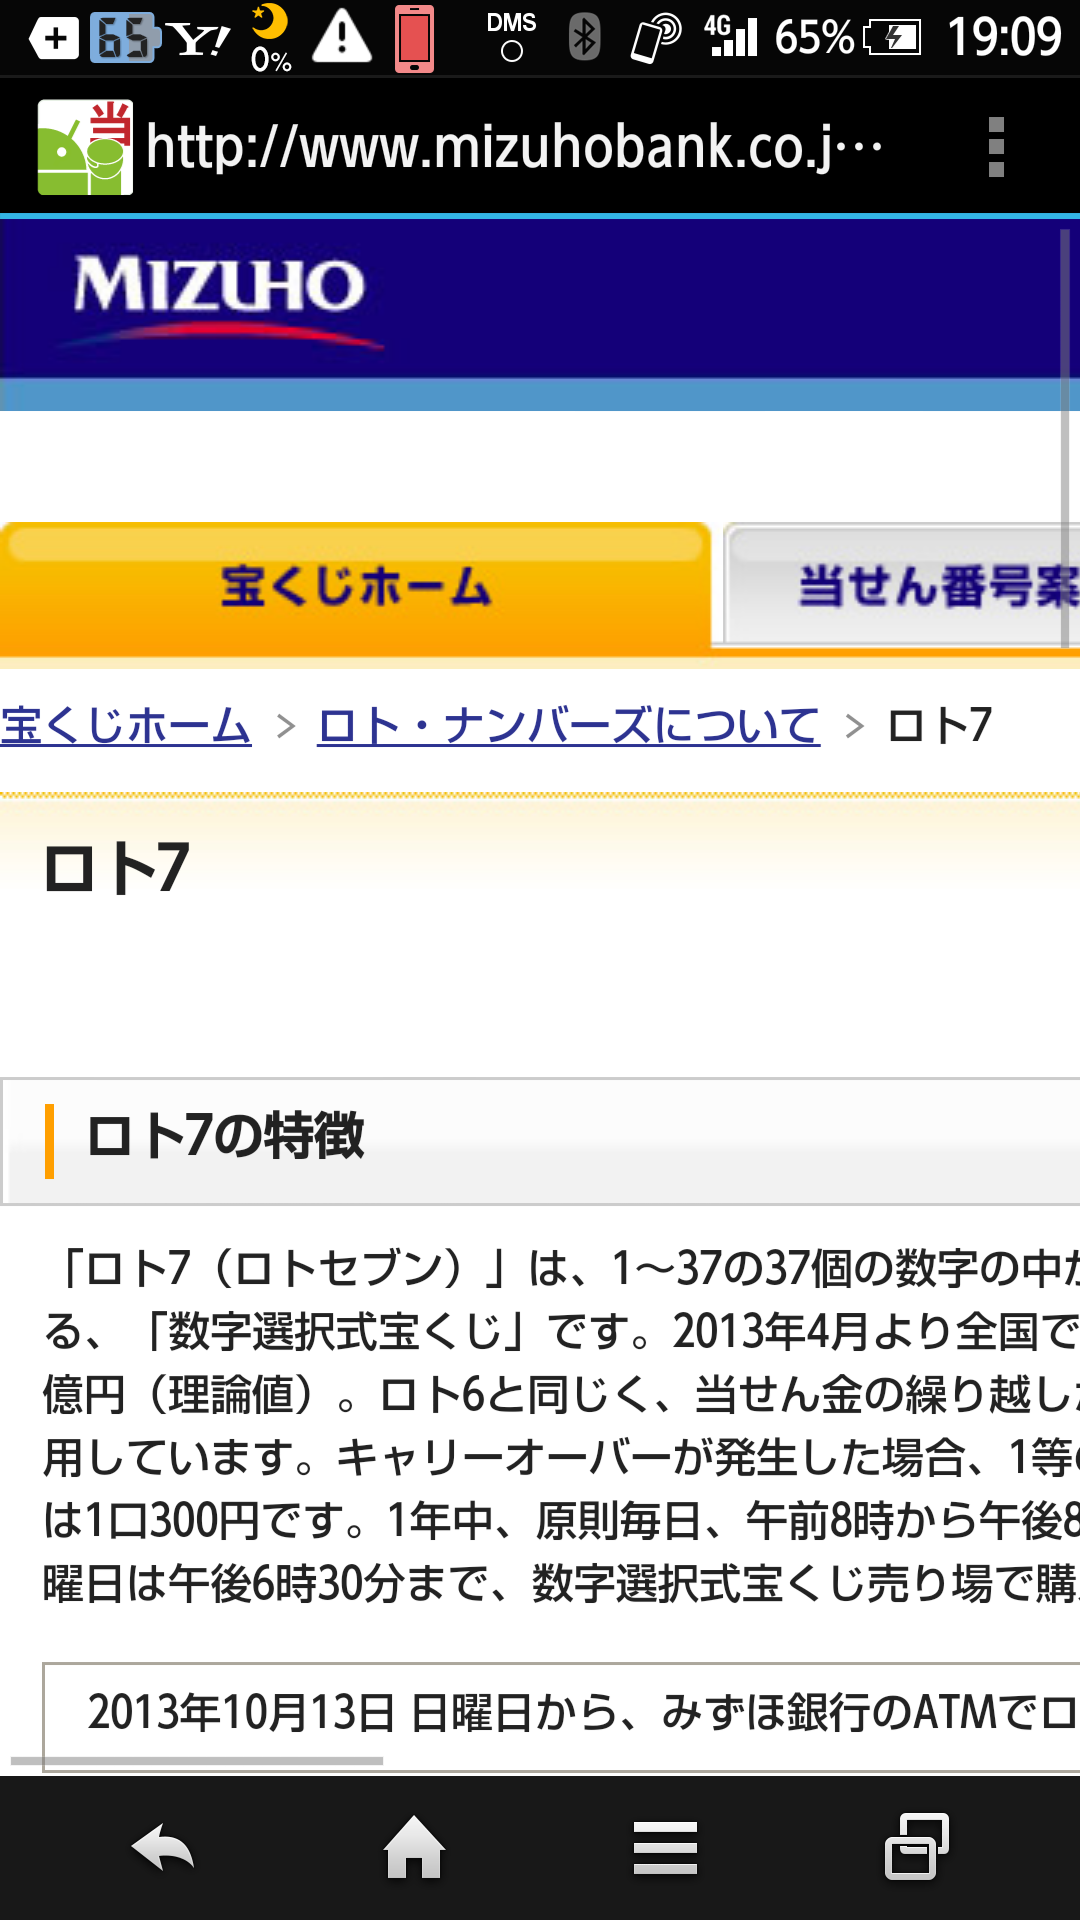 65 Y! 0% DMS 4G 65% 19:09
当 http://www.mizuhobank.co.j…
MIZUHO
宝くじホーム 当せん番号案
宝くじホーム > ロト・ナンバーズについて > ロト7
ロト7
ロト7の特徴
「ロト7（ロトセブン）」は、1～37の37個の数字の中か
る、「数字選択式宝くじ」です。2013年4月より全国で
億円（理論値）。ロト6と同じく、当せん金の繰り越し
用しています。キャリーオーバーが発生した場合、1等の
は1口300円です。1年中、原則毎日、午前8時から午後8
曜日は午後6時30分まで、数字選択式宝くじ売り場で購
2013年10月13日 日曜日から、みずほ銀行のATMでロ